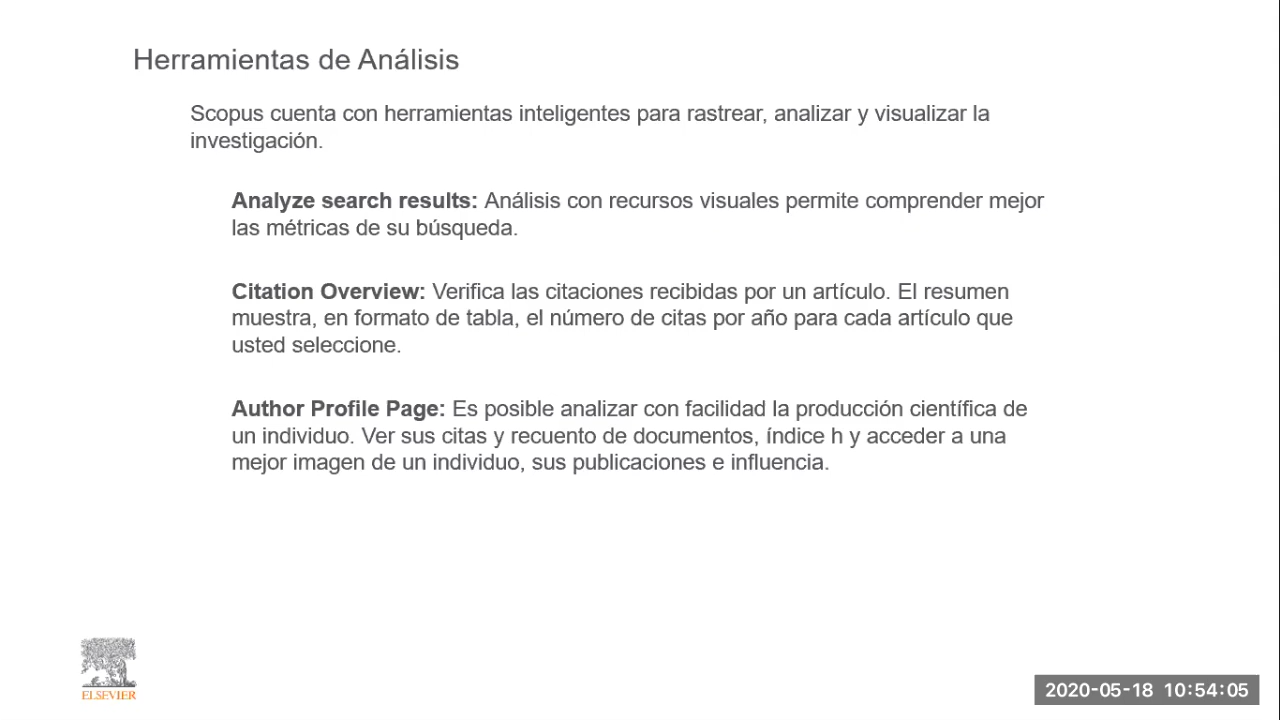 Herramientas de Análisis
Scopus cuenta con herramientas inteligentes para rastrear, analizar y visualizar la
investigación.
Analyze search results: Análisis con recursos visuales permite comprender mejor
las métricas de su búsqueda.
Citation Overview: Verifica las citaciones recibidas por un artículo. El resumen
muestra, en formato de tabla, el número de citas por año para cada artículo que
usted seleccione.
Author Profile Page: Es posible analizar con facilidad la producción científica de
un individuo. Ver sus citas y recuento de documentos, índice h y acceder a una
mejor imagen de un individuo, sus publicaciones e influencia.
ELSEVIER
2020-05-18 10:54:05